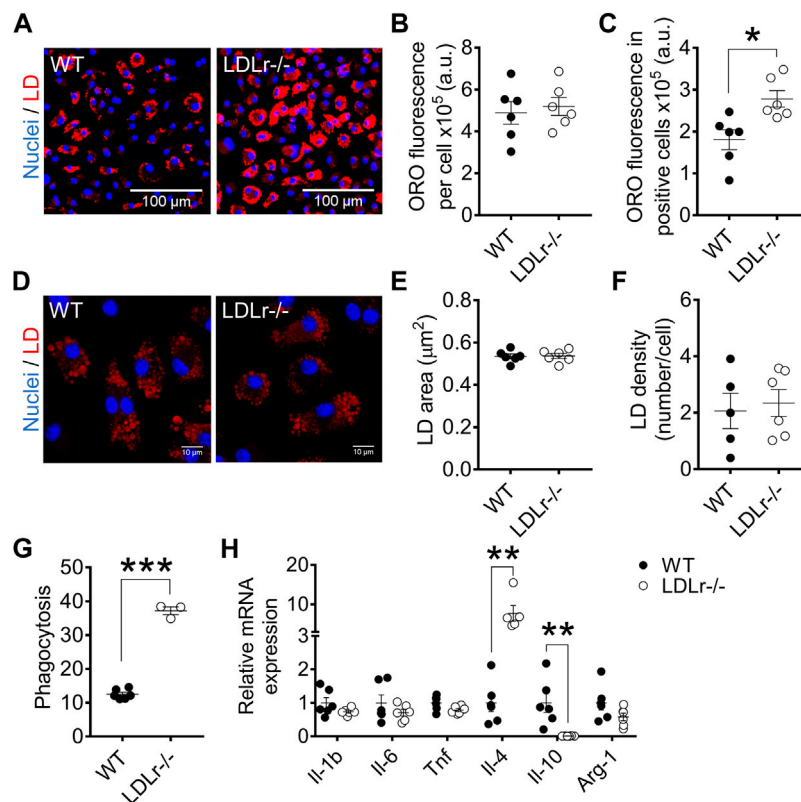 A
Nuclei / LD
WT
LDLr-/-
100 µm
100 µm
B
ORO fluorescence
per cell x10⁵ (a.u.)
8
6
4
2
0
WT
LDLr-/-
C
ORO fluorescence in
positive cells x10⁵ (a.u.)
*
4
3
2
1
0
WT
LDLr-/-
D
Nuclei / LD
WT
LDLr-/-
10 µm
10 µm
E
LD area (µm²)
0.8
0.6
0.4
0.2
0.0
WT
LDLr-/-
F
LD density
(number/cell)
6
4
2
0
WT
LDLr-/-
G
Phagocytosis
***
50
40
30
20
10
0
WT
LDLr-/-
H
Relative mRNA
expression
20
10
3
2
1
0
**
**
WT
LDLr-/-
Il-1b
Il-6
Tnf
Il-4
Il-10
Arg-1